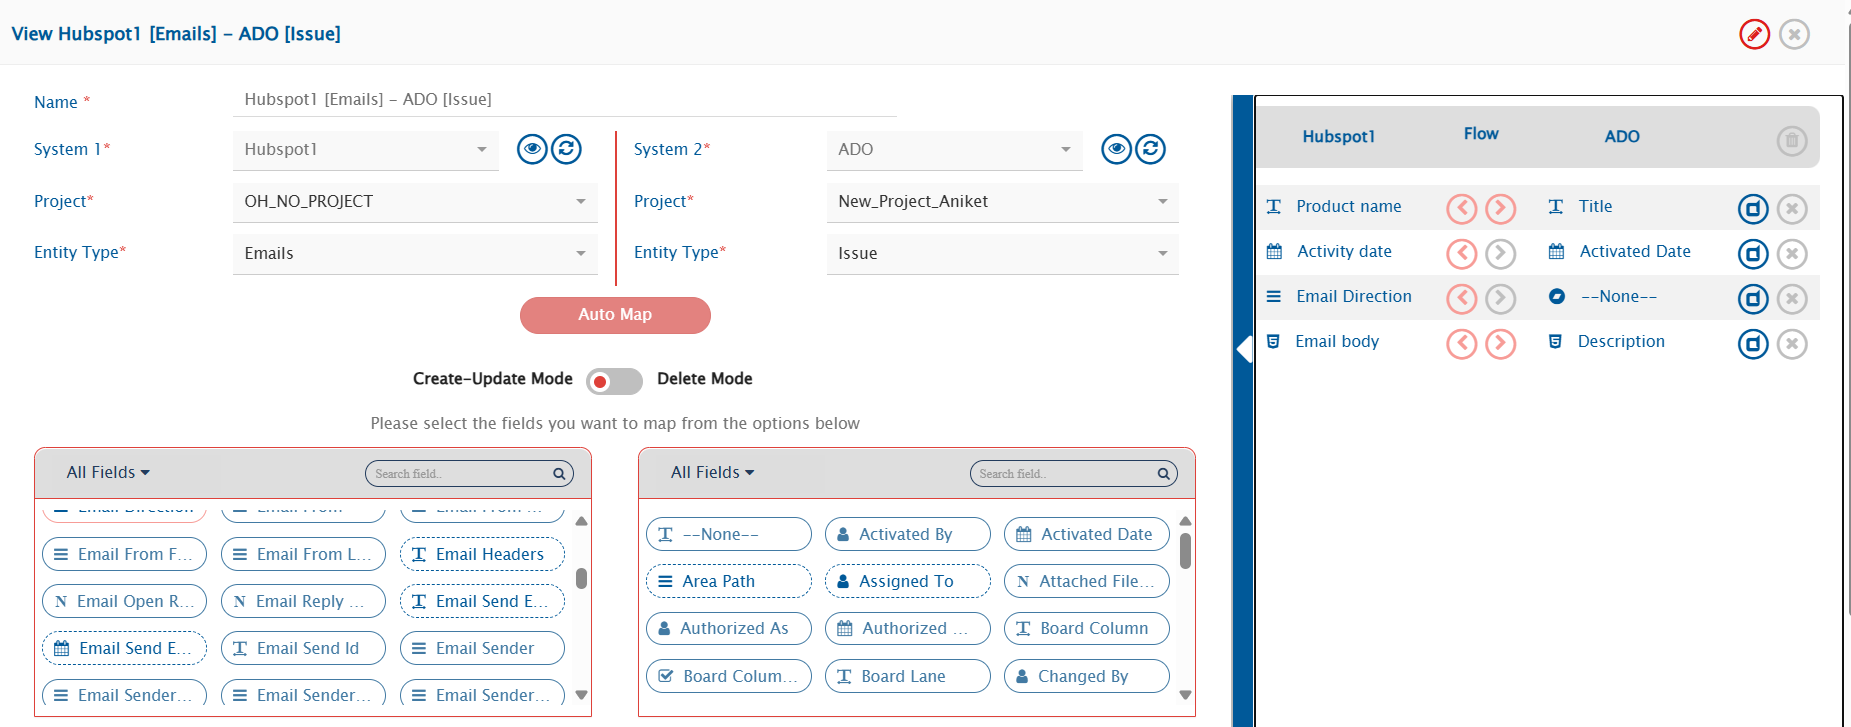 View Hubspot1 [Emails] - ADO [Issue]
Name *
Hubspot1 [Emails] - ADO [Issue]
System 1*
Hubspot1
System 2*
ADO
Project*
OH_NO_PROJECT
Project*
New_Project_Aniket
Entity Type*
Emails
Entity Type*
Issue
Auto Map
Create-Update Mode
Delete Mode
Please select the fields you want to map from the options below
All Fields
Search field..
Email Direction
Email From
Email From ...
Email From F...
Email From L...
Email Headers
N Email Open R...
N Email Reply ...
Email Send E...
Email Send E...
Email Send Id
Email Sender
Email Sender...
Email Sender...
Email Sender...
All Fields
Search field..
--None--
Activated By
Activated Date
Area Path
Assigned To
N Attached File...
Authorized As
Authorized ...
Board Column
Board Colum...
Board Lane
Changed By
Hubspot1
Flow
ADO
Product name
Title
Activity date
Activated Date
Email Direction
--None--
Email body
Description